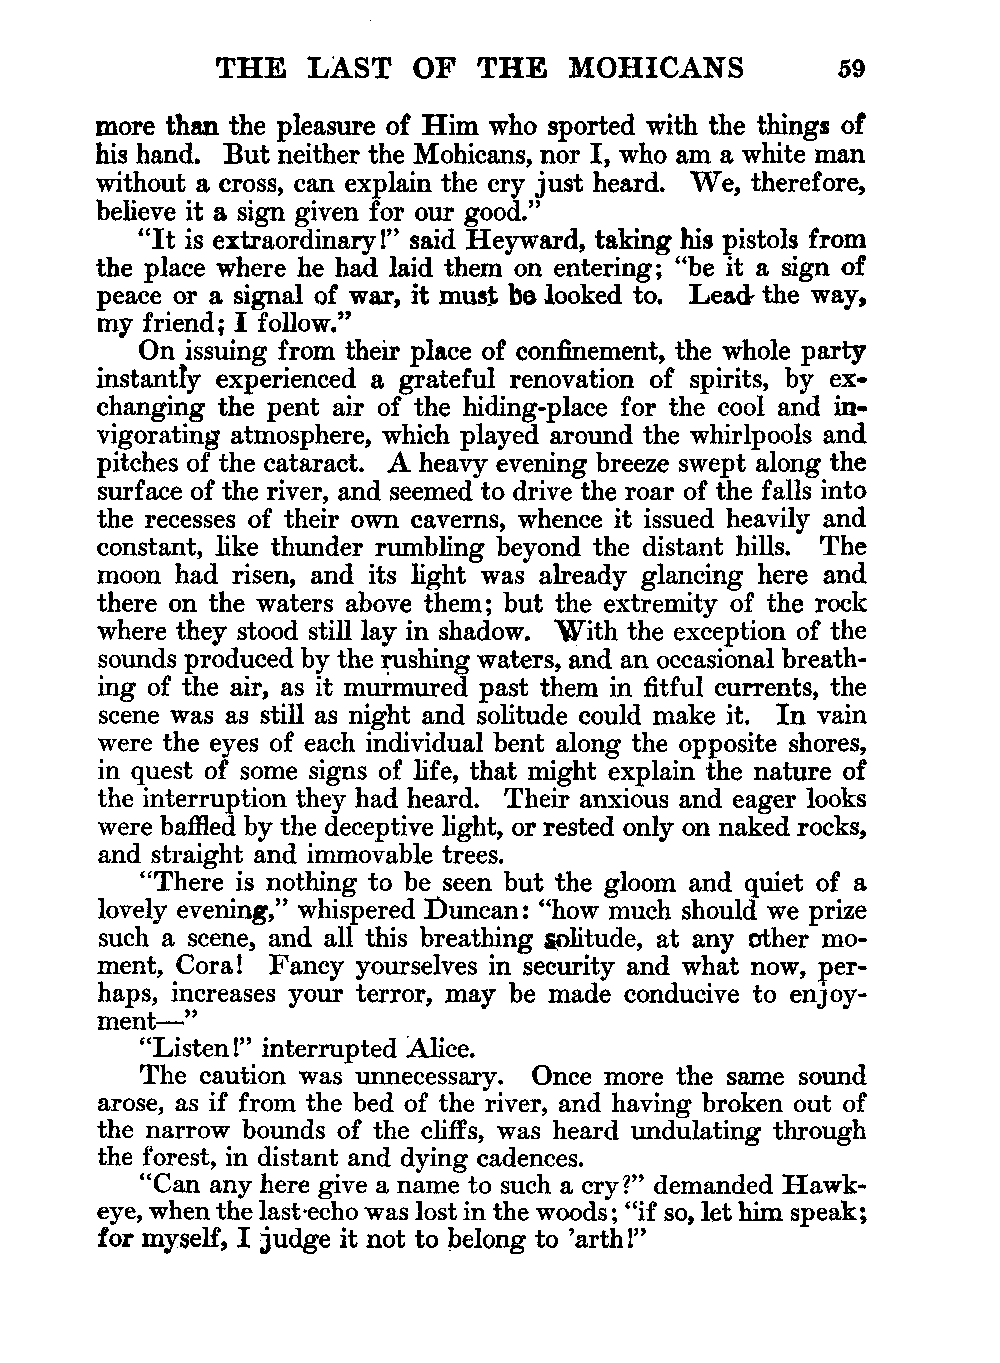 THE LAST OF THE MOHICANS 59
more than the pleasure of Him who sported with the things of
his hand. But neither the Mohicans, nor I, who am a white man
without a cross, can explain the cry just heard. We, therefore,
believe it a sign given for our good.”
“It is extraordinary!” said Heyward, taking his pistols from
the place where he had laid them on entering; “be it a sign of
peace or a signal of war, it must be looked to. Lead the way,
my friend; I follow.”
On issuing from their place of confinement, the whole party
instantly experienced a grateful renovation of spirits, by ex-
changing the pent air of the hiding-place for the cool and in-
vigorating atmosphere, which played around the whirlpools and
pitches of the cataract. A heavy evening breeze swept along the
surface of the river, and seemed to drive the roar of the falls into
the recesses of their own caverns, whence it issued heavily and
constant, like thunder rumbling beyond the distant hills. The
moon had risen, and its light was already glancing here and
there on the waters above them; but the extremity of the rock
where they stood still lay in shadow. With the exception of the
sounds produced by the rushing waters, and an occasional breath-
ing of the air, as it murmured past them in fitful currents, the
scene was as still as night and solitude could make it. In vain
were the eyes of each individual bent along the opposite shores,
in quest of some signs of life, that might explain the nature of
the interruption they had heard. Their anxious and eager looks
were baffled by the deceptive light, or rested only on naked rocks,
and straight and immovable trees.
“There is nothing to be seen but the gloom and quiet of a
lovely evening,” whispered Duncan: “how much should we prize
such a scene, and all this breathing solitude, at any other mo-
ment, Cora! Fancy yourselves in security and what now, per-
haps, increases your terror, may be made conducive to enjoy-
ment—”
“Listen!” interrupted Alice.
The caution was unnecessary. Once more the same sound
arose, as if from the bed of the river, and having broken out of
the narrow bounds of the cliffs, was heard undulating through
the forest, in distant and dying cadences.
“Can any here give a name to such a cry?” demanded Hawk-
eye, when the last echo was lost in the woods; “if so, let him speak;
for myself, I judge it not to belong to ’arth!”